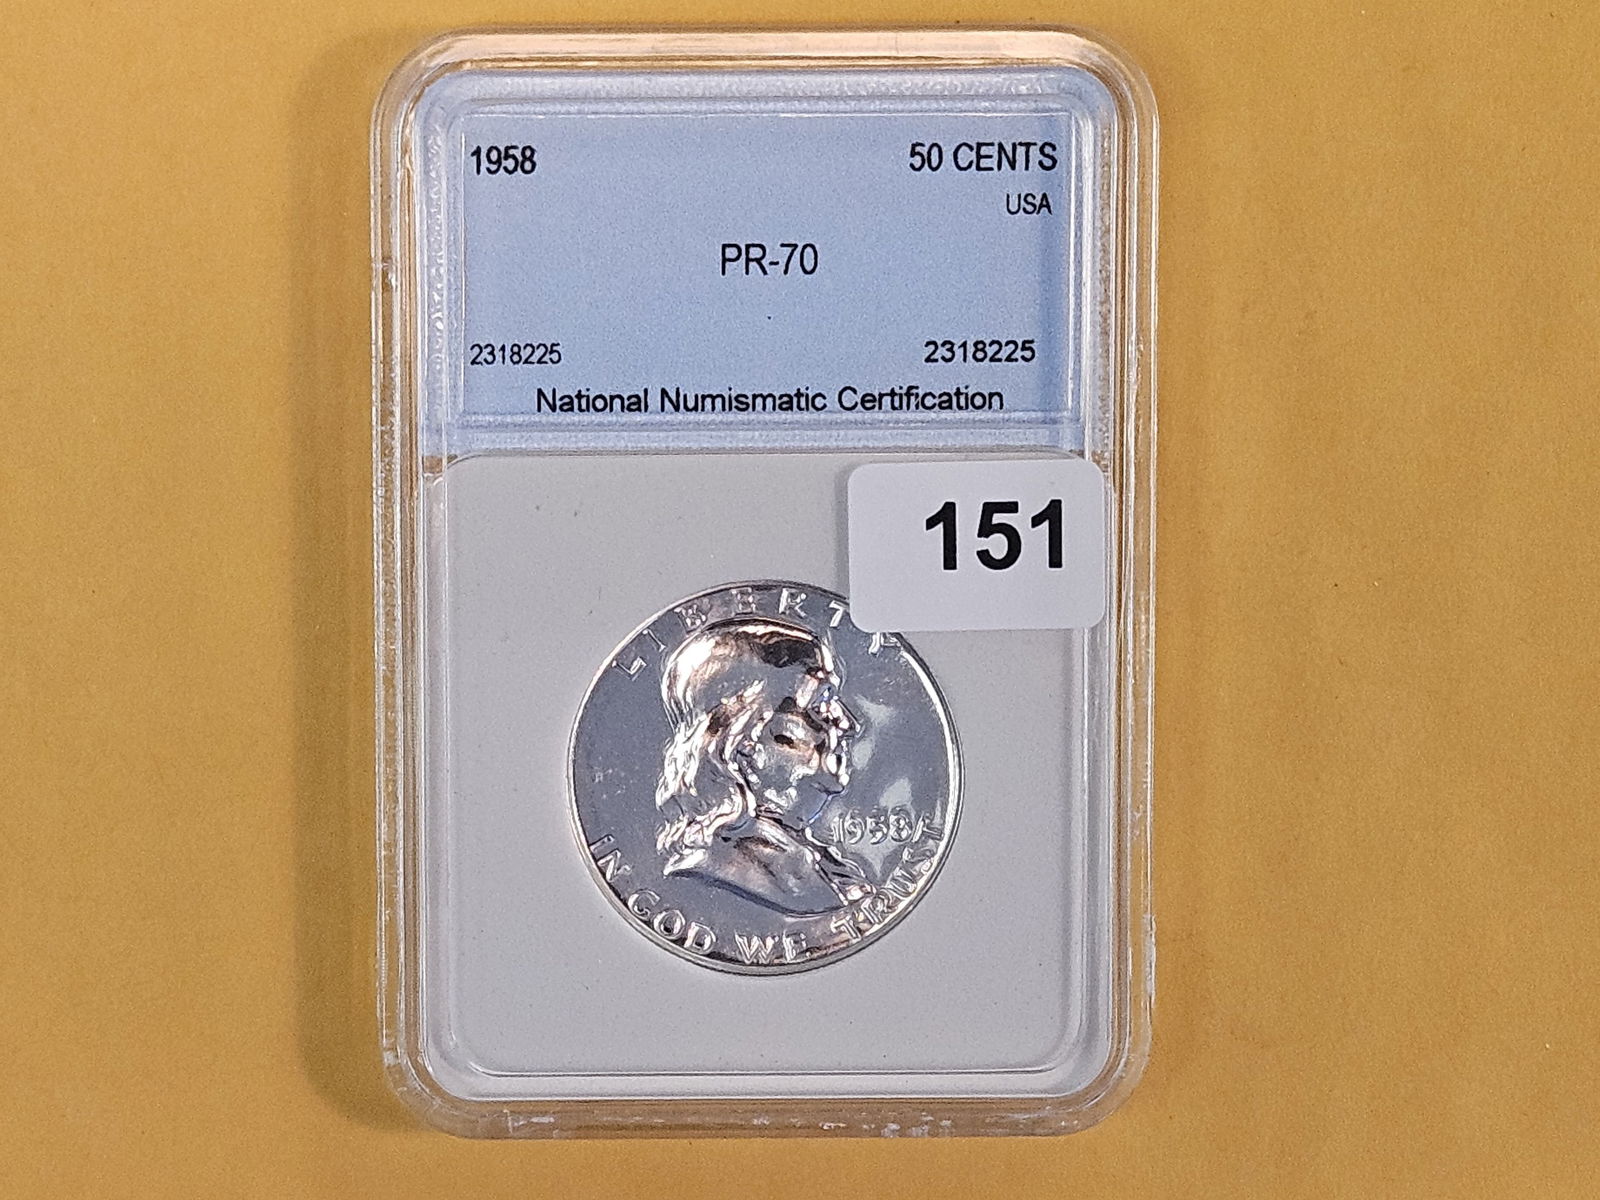 1958 50 CENTS
USA
PR-70
2318225 2318225
National Numismatic Certification
151
LIBERTY
1958
IN GOD WE TRUST